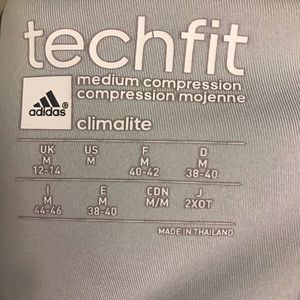 techfit
medium compression
compression mojenne
adidas®
climalite
UK US F D
M M M M
12-14 40-42 38-40
I E CDN J
M M M/M 2XOT
44-46 38-40
MADE IN THAILAND